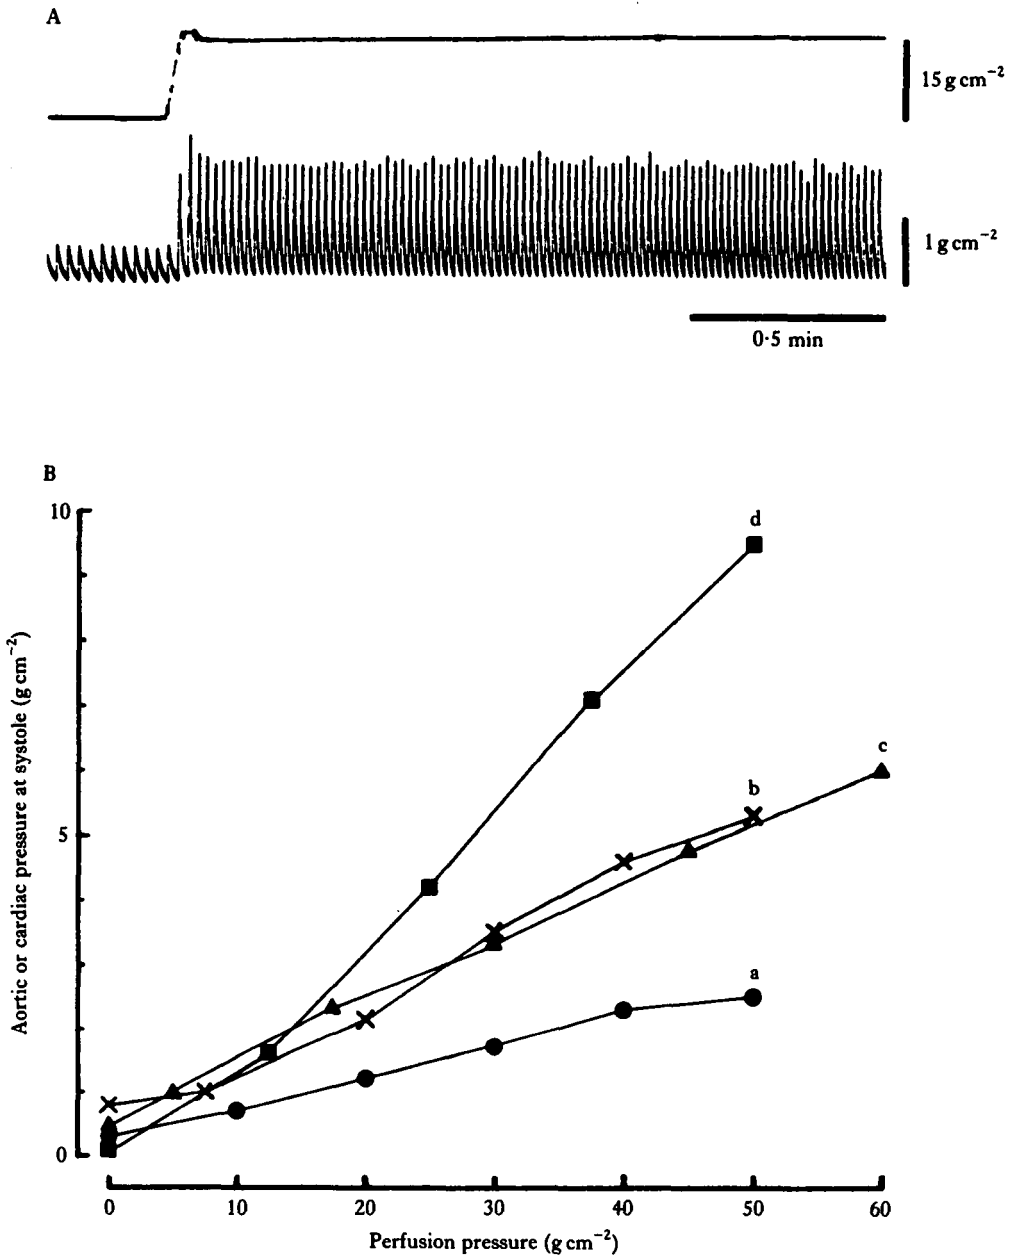 A
15 g cm⁻²
1 g cm⁻²
0·5 min
B
Aortic or cardiac pressure at systole (g cm⁻²)
10
5
0
d
c
b
a
0 10 20 30 40 50 60
Perfusion pressure (g cm⁻²)